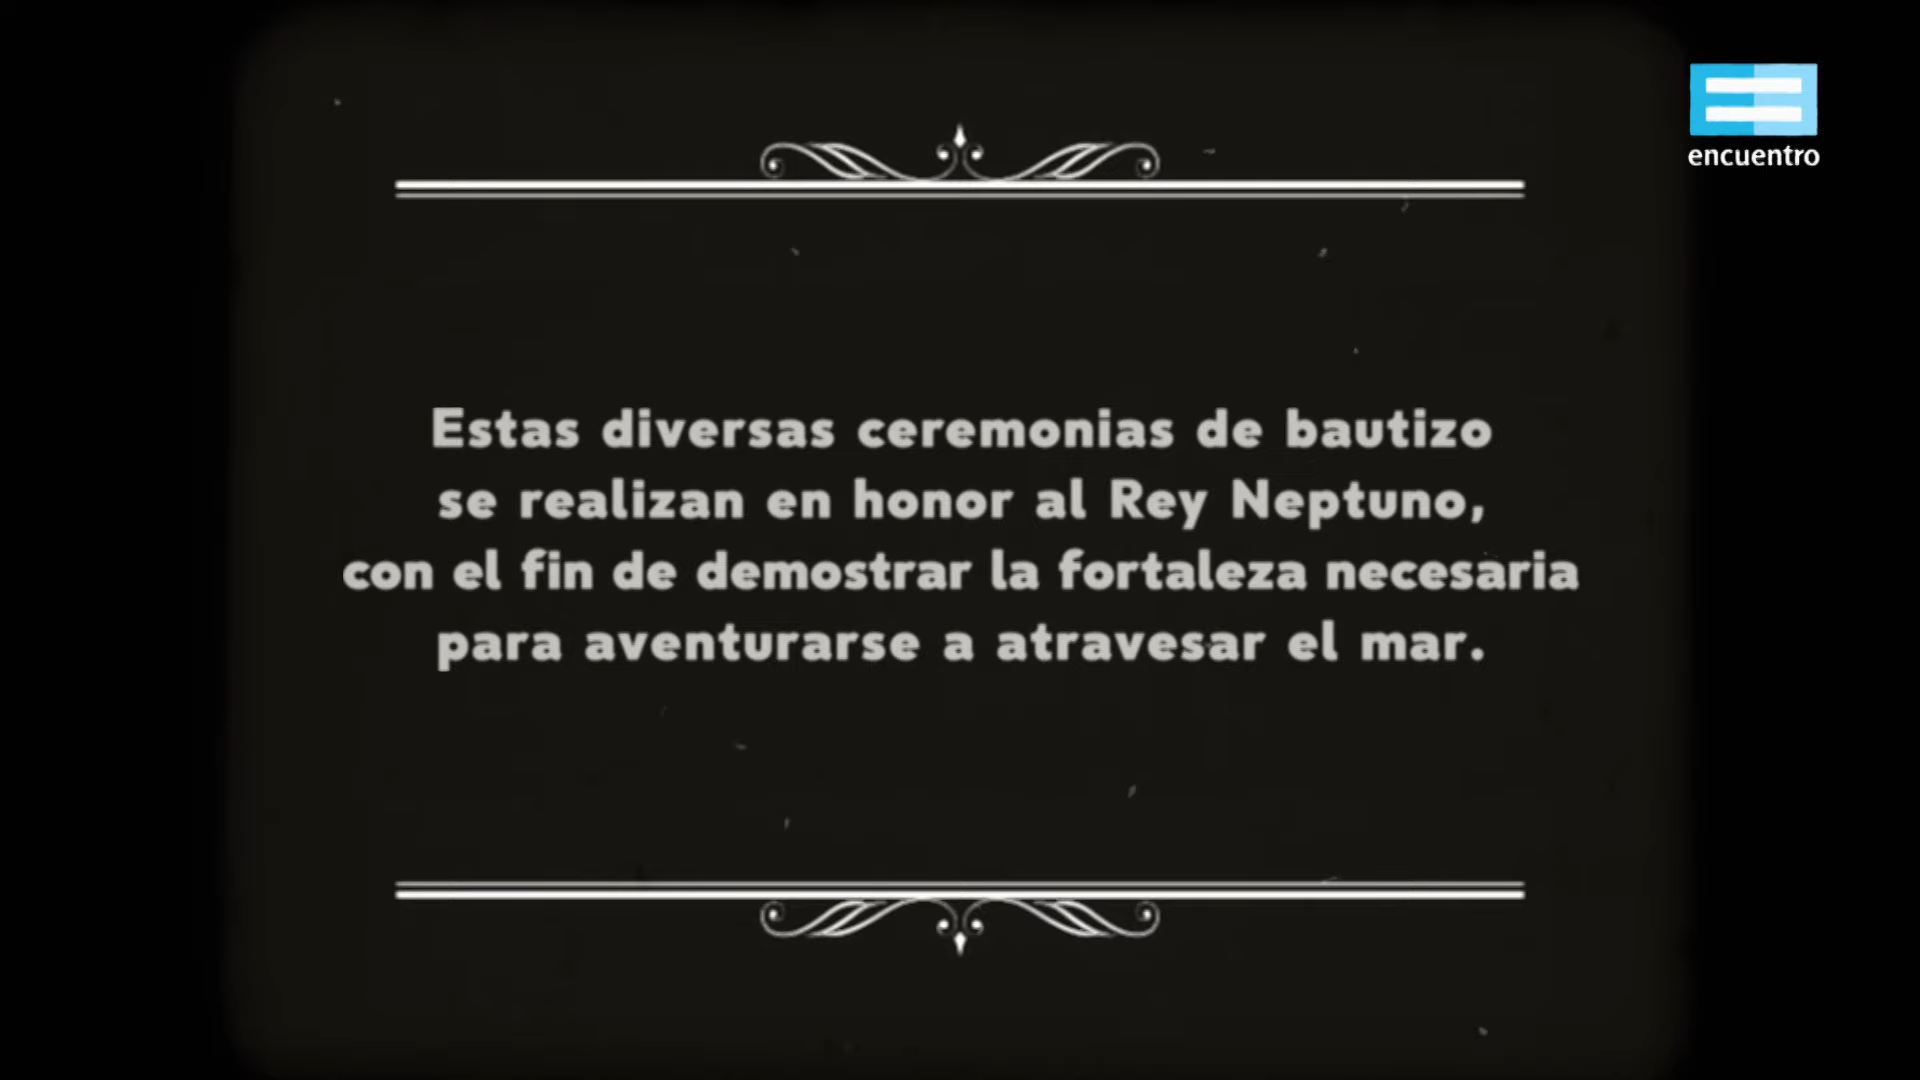 encuentro
Estas diversas ceremonias de bautizo
se realizan en honor al Rey Neptuno,
con el fin de demostrar la fortaleza necesaria
para aventurarse a atravesar el mar.